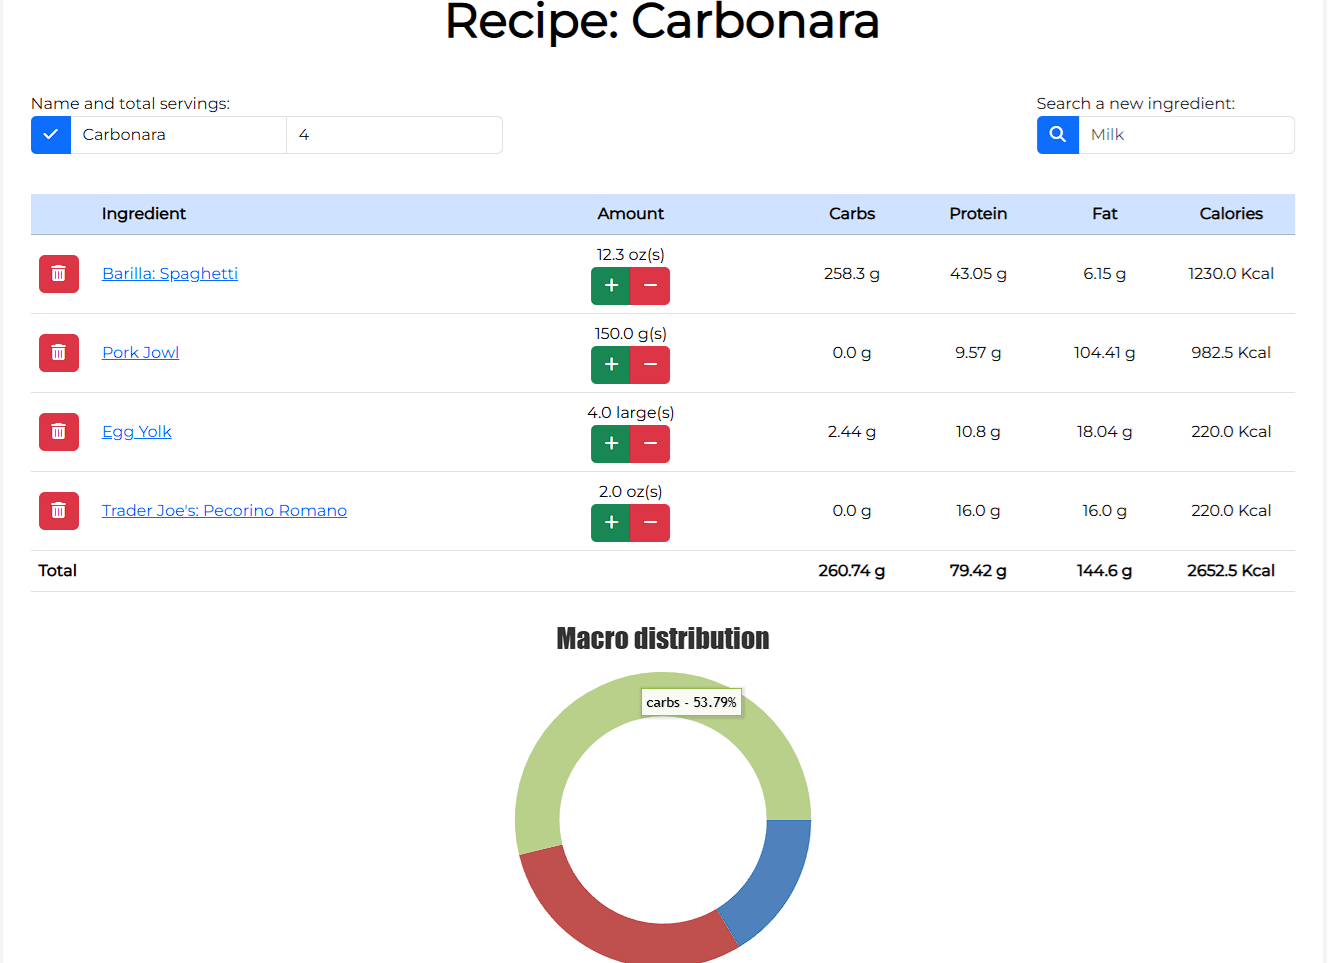 Recipe: Carbonara
Name and total servings:
Search a new ingredient:
Carbonara 4
Milk
Ingredient Amount Carbs Protein Fat Calories
12.3 oz(s)
Barilla: Spaghetti 258.3 g 43.05 g 6.15 g 1230.0 Kcal
+ −
150.0 g(s)
Pork Jowl 0.0 g 9.57 g 104.41 g 982.5 Kcal
+ −
4.0 large(s)
Egg Yolk 2.44 g 10.8 g 18.04 g 220.0 Kcal
+ −
2.0 oz(s)
Trader Joe's: Pecorino Romano 0.0 g 16.0 g 16.0 g 220.0 Kcal
+ −
Total 260.74 g 79.42 g 144.6 g 2652.5 Kcal
Macro distribution
carbs - 53.79%